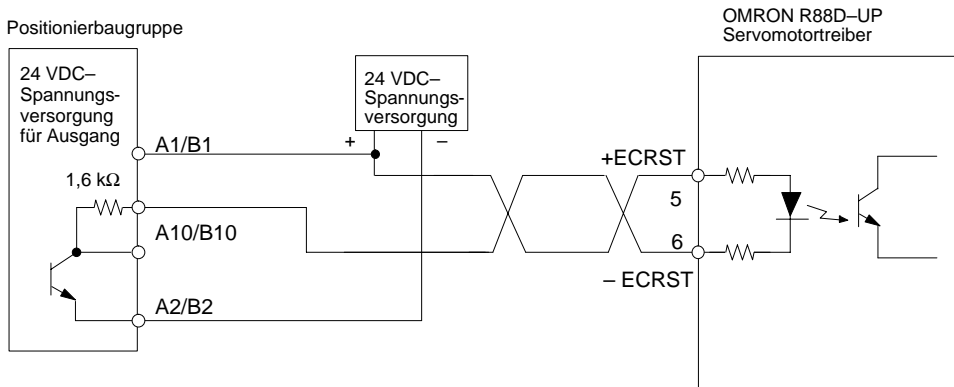 Positionierbaugruppe
24 VDC–
Spannungs-
versorgung
für Ausgang
A1/B1
1,6 kΩ
A10/B10
A2/B2
24 VDC–
Spannungs-
versorgung
+
–
OMRON R88D–UP
Servomotortreiber
+ECRST
5
6
– ECRST